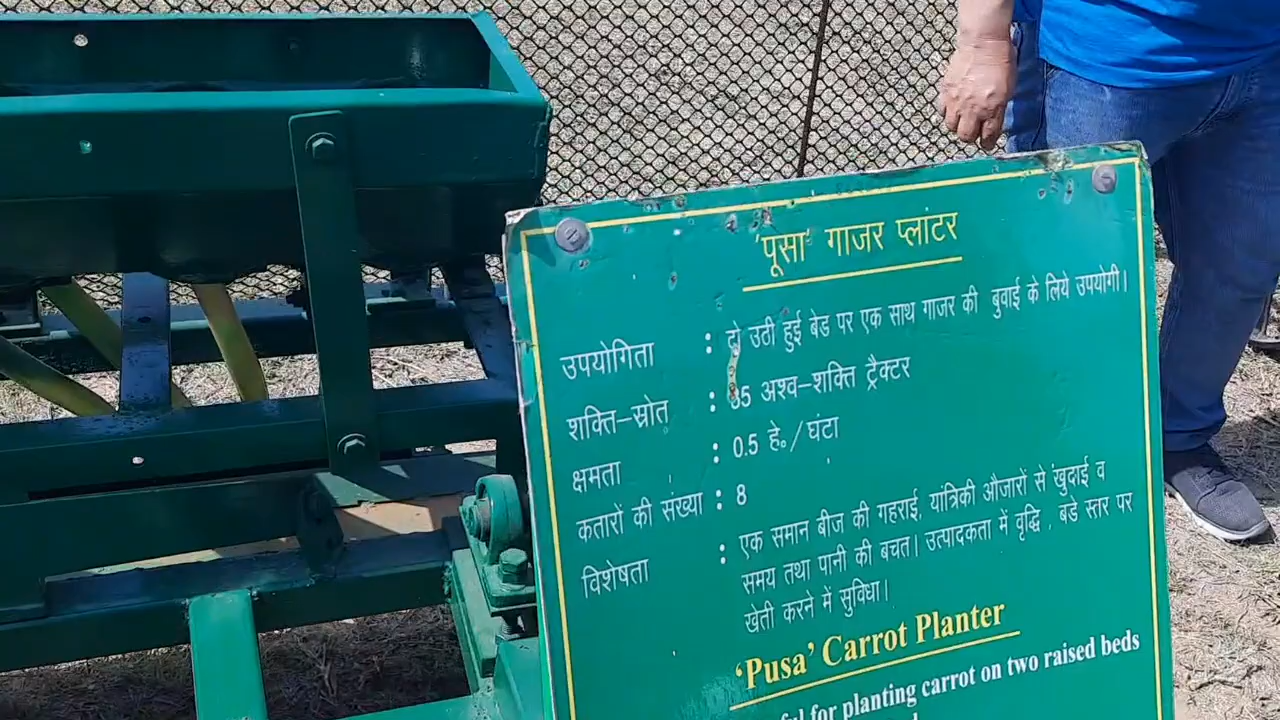 'पूसा' गाजर प्लांटर
उपयोगिता : दो उठी हुई बेड पर एक साथ गाजर की बुवाई के लिये उपयोगी।
शक्ति–स्रोत : 35 अश्व–शक्ति ट्रैक्टर
क्षमता : 0.5 हे० / घंटा
कतारों की संख्या : 8
विशेषता : एक समान बीज की गहराई, यांत्रिकी औजारों से खुदाई व
समय तथा पानी की बचत। उत्पादकता में वृद्धि , बडे स्तर पर
खेती करने में सुविधा।
'Pusa' Carrot Planter
for planting carrot on two raised beds